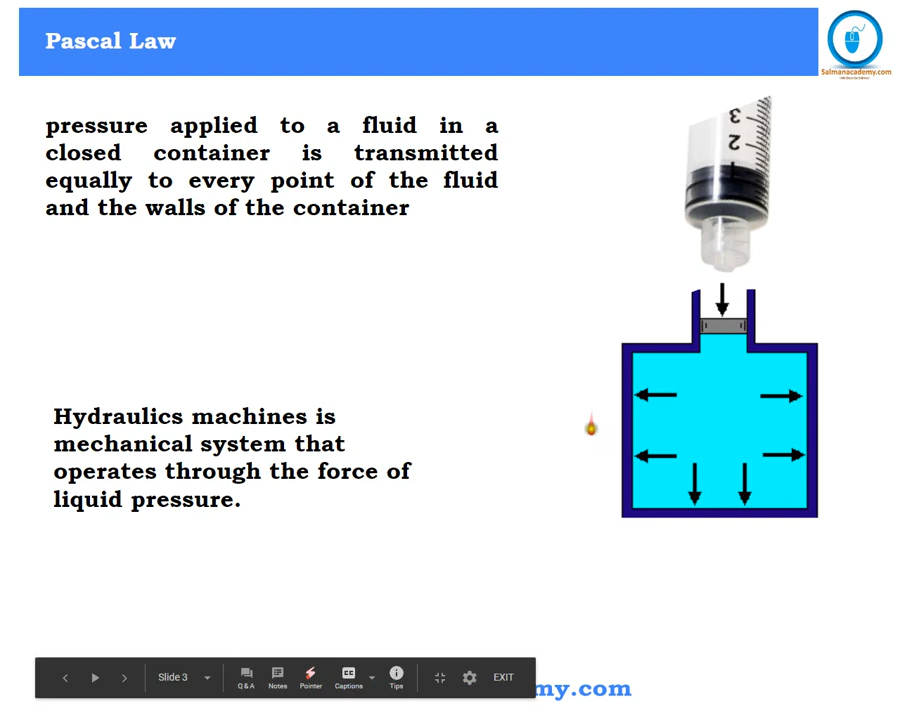 Pascal Law
Salmanacademy.com
pressure applied to a fluid in a
closed container is transmitted
equally to every point of the fluid
and the walls of the container
3
2
1
Hydraulics machines is
mechanical system that
operates through the force of
liquid pressure.
Slide 3
Q & A
Notes
Pointer
CC
Captions
Tips
EXIT
my.com